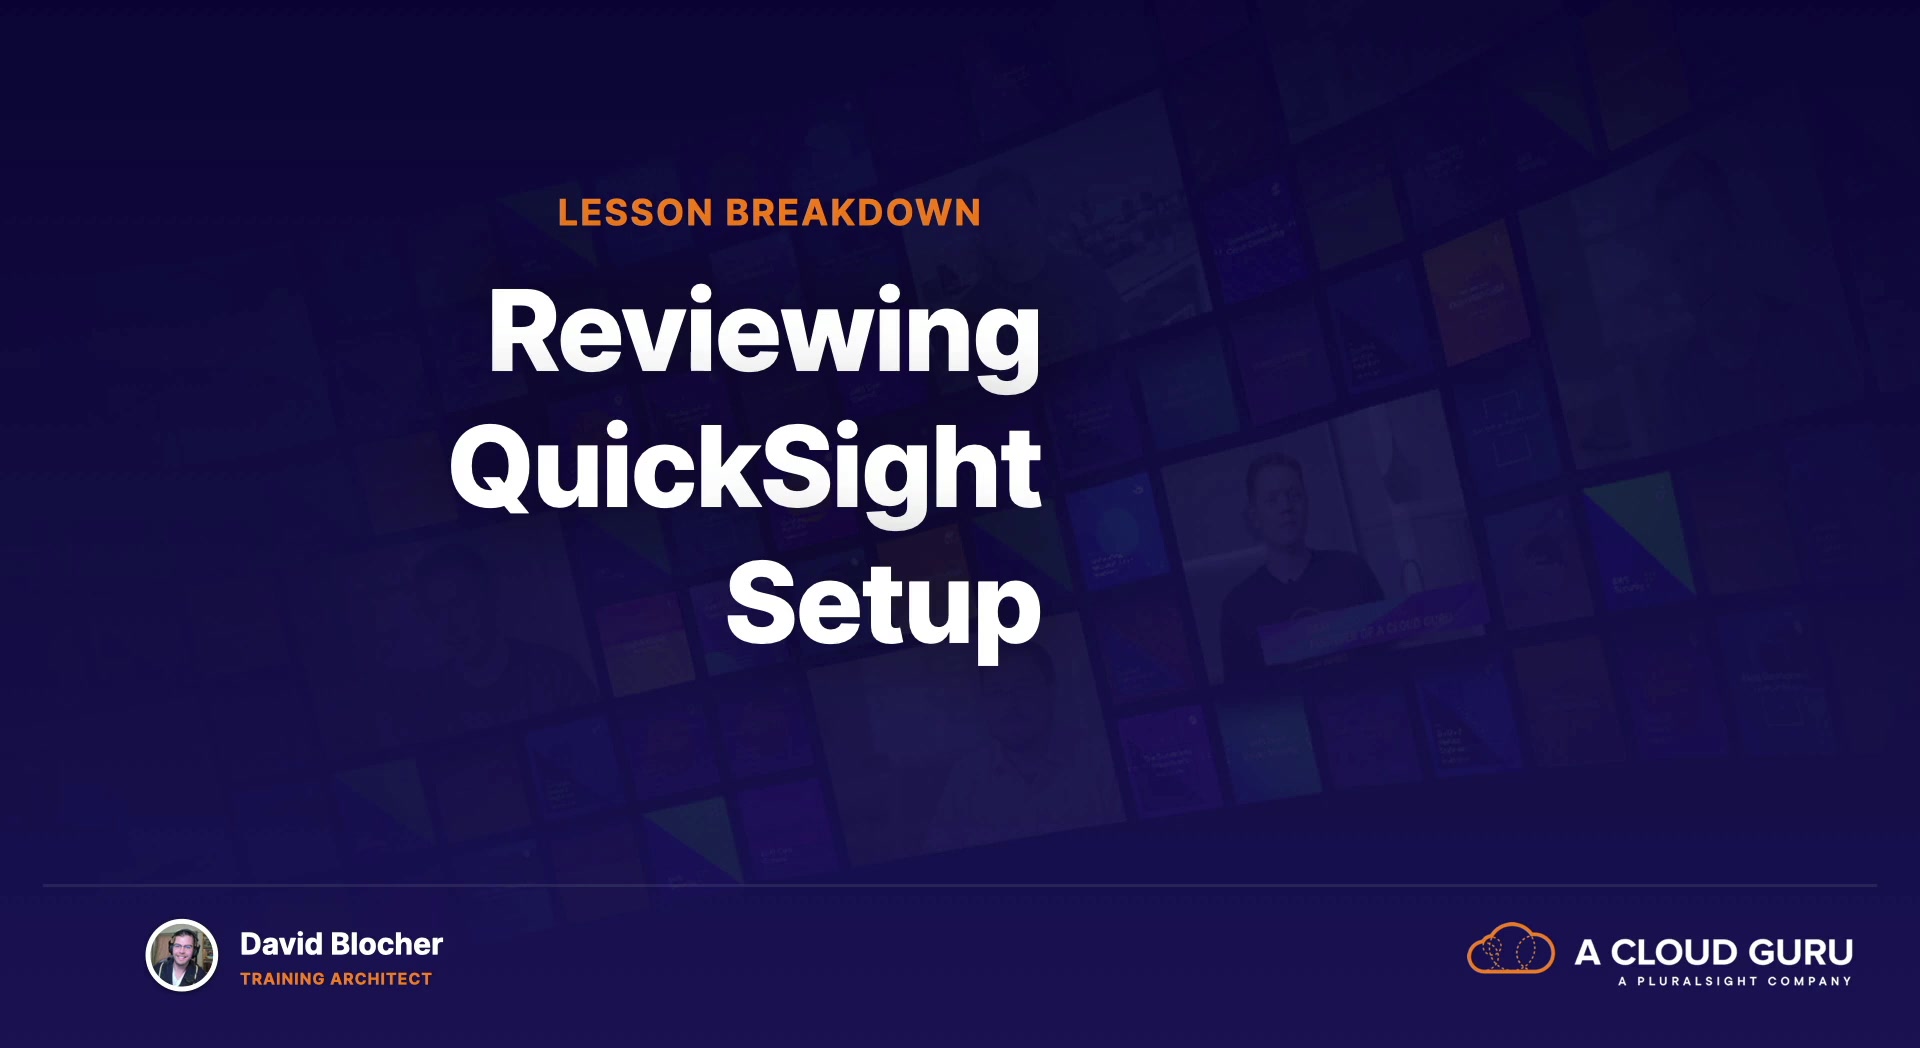 LESSON BREAKDOWN
Reviewing
QuickSight
Setup
David Blocher
TRAINING ARCHITECT
A CLOUD GURU
A PLURALSIGHT COMPANY